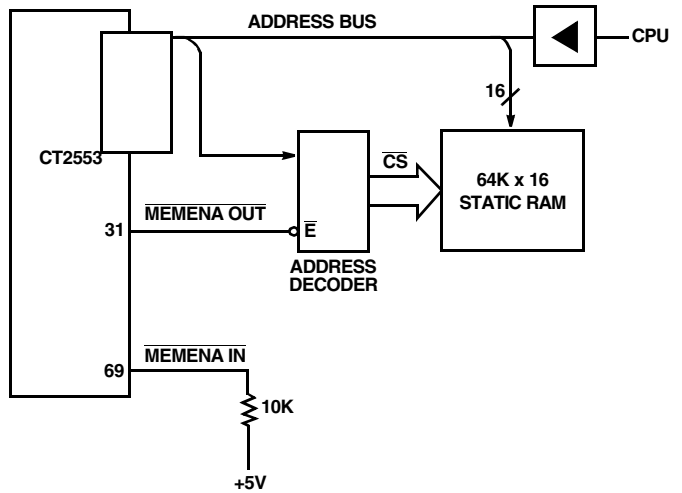 ADDRESS BUS
CPU
16
CT2553
CS
64K x 16
STATIC RAM
MEMENA OUT
31
E
ADDRESS
DECODER
MEMENA IN
69
10K
+5V